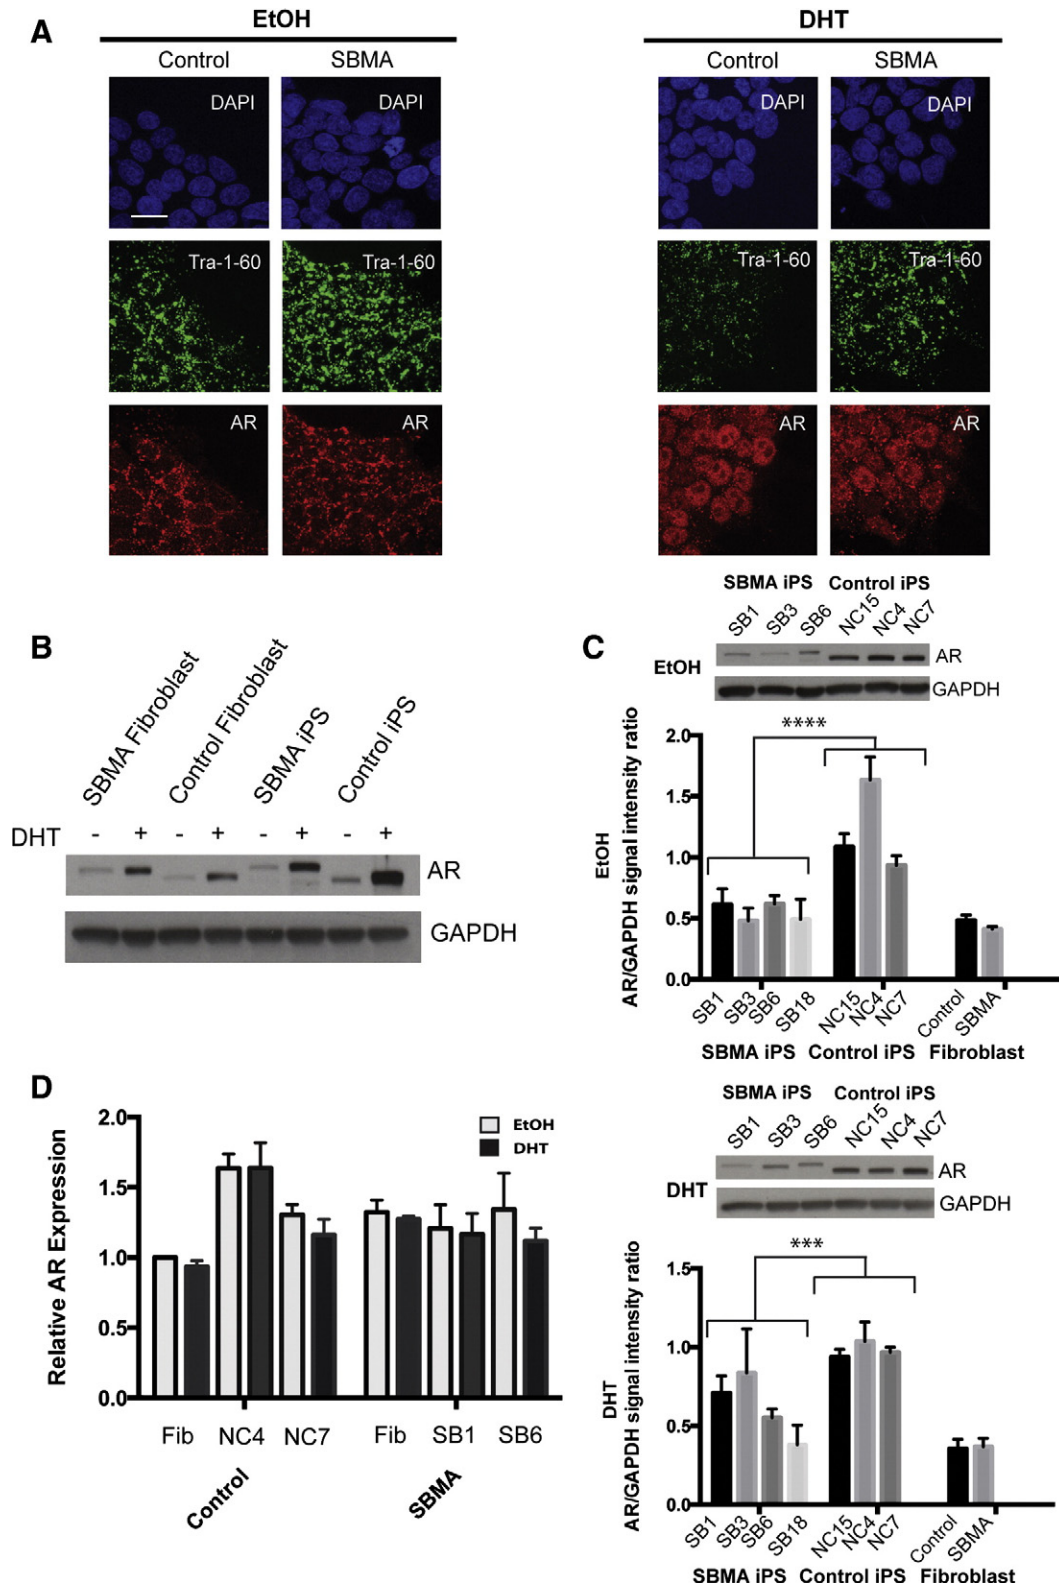 A
EtOH
DHT
Control SBMA
Control SBMA
DAPI DAPI
DAPI DAPI
Tra-1-60 Tra-1-60
Tra-1-60 Tra-1-60
AR AR
AR AR
B
SBMA Fibroblast
Control Fibroblast
SBMA iPS
Control iPS
DHT - + - + - + - +
AR
GAPDH
C
SBMA iPS Control iPS
SB1 SB3 SB6 NC15 NC4 NC7
EtOH
AR
GAPDH
****
EtOH
AR/GAPDH signal intensity ratio
2.0
1.5
1.0
0.5
0.0
SB1 SB3 SB6 SB18 NC15 NC4 NC7 Control SBMA
SBMA iPS Control iPS Fibroblast
SBMA iPS Control iPS
SB1 SB3 SB6 NC15 NC4 NC7
DHT
AR
GAPDH
***
DHT
AR/GAPDH signal intensity ratio
1.5
1.0
0.5
0.0
SB1 SB3 SB6 SB18 NC15 NC4 NC7 Control SBMA
SBMA iPS Control iPS Fibroblast
D
Relative AR Expression
2.0
1.5
1.0
0.5
0.0
EtOH
DHT
Fib NC4 NC7 Fib SB1 SB6
Control SBMA